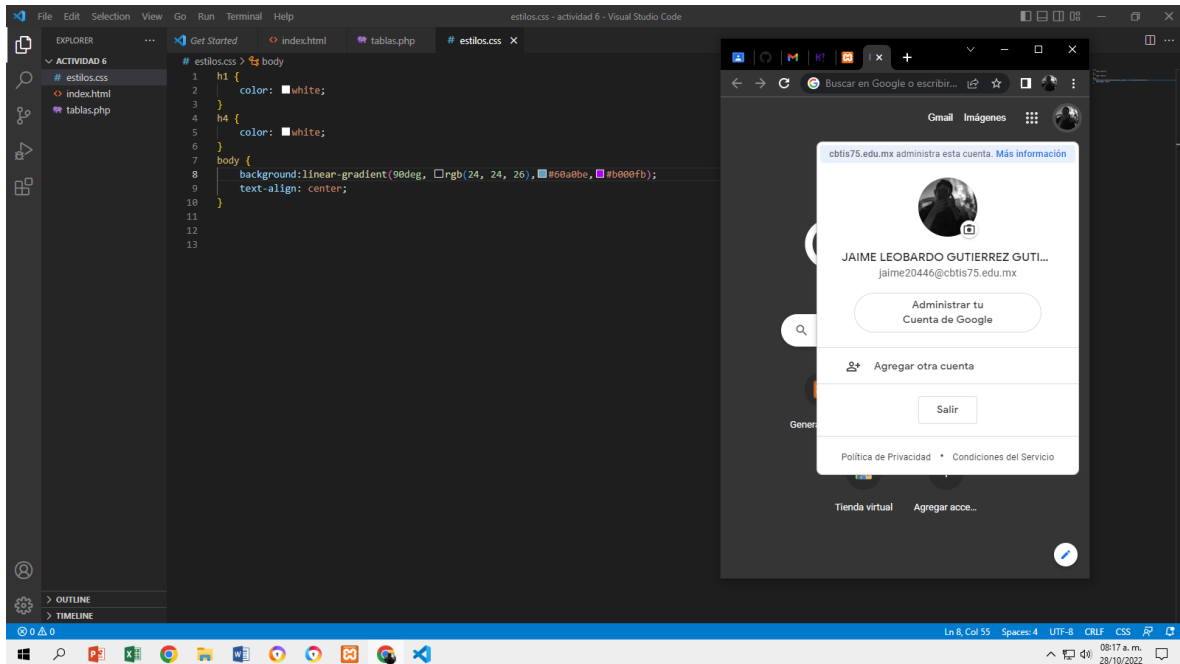 File Edit Selection View Go Run Terminal Help
estilos.css - actividad 6 - Visual Studio Code
EXPLORER
Get Started
index.html
tablas.php
# estilos.css
ACTIVIDAD 6
# estilos.css
index.html
tablas.php
# estilos.css > body
1 h1 {
2 color: white;
3 }
4 h4 {
5 color: white;
6 }
7 body {
8 background:linear-gradient(90deg, rgb(24, 24, 26),#60a0be,#b000fb);
9 text-align: center;
10 }
11
12
13
Buscar en Google o escribir...
Gmail Imágenes
cbtis75.edu.mx administra esta cuenta. Más información
JAIME LEOBARDO GUTIERREZ GUTI...
jaime20446@cbtis75.edu.mx
Administrar tu
Cuenta de Google
Agregar otra cuenta
Salir
Política de Privacidad • Condiciones del Servicio
Gener
Tienda virtual Agregar acce...
OUTLINE
TIMELINE
0 0
Ln 8, Col 55 Spaces: 4 UTF-8 CRLF CSS
08:17 a. m.
28/10/2022